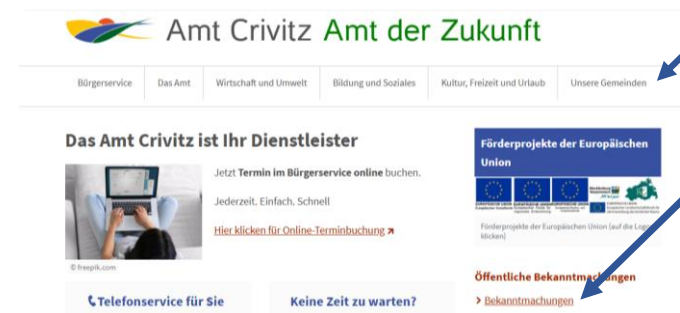 Amt Crivitz Amt der Zukunft
Bürgerservice Das Amt Wirtschaft und Umwelt Bildung und Soziales Kultur, Freizeit und Urlaub Unsere Gemeinden
Das Amt Crivitz ist Ihr Dienstleister
Jetzt Termin im Bürgerservice online buchen.
Jederzeit. Einfach. Schnell
Hier klicken für Online-Terminbuchung
© freepik.com
Telefonservice für Sie
Keine Zeit zu warten?
Förderprojekte der Europäischen
Union
Förderprojekte der Europäischen Union (auf die Logo
klicken)
Öffentliche Bekanntmachungen
> Bekanntmachungen